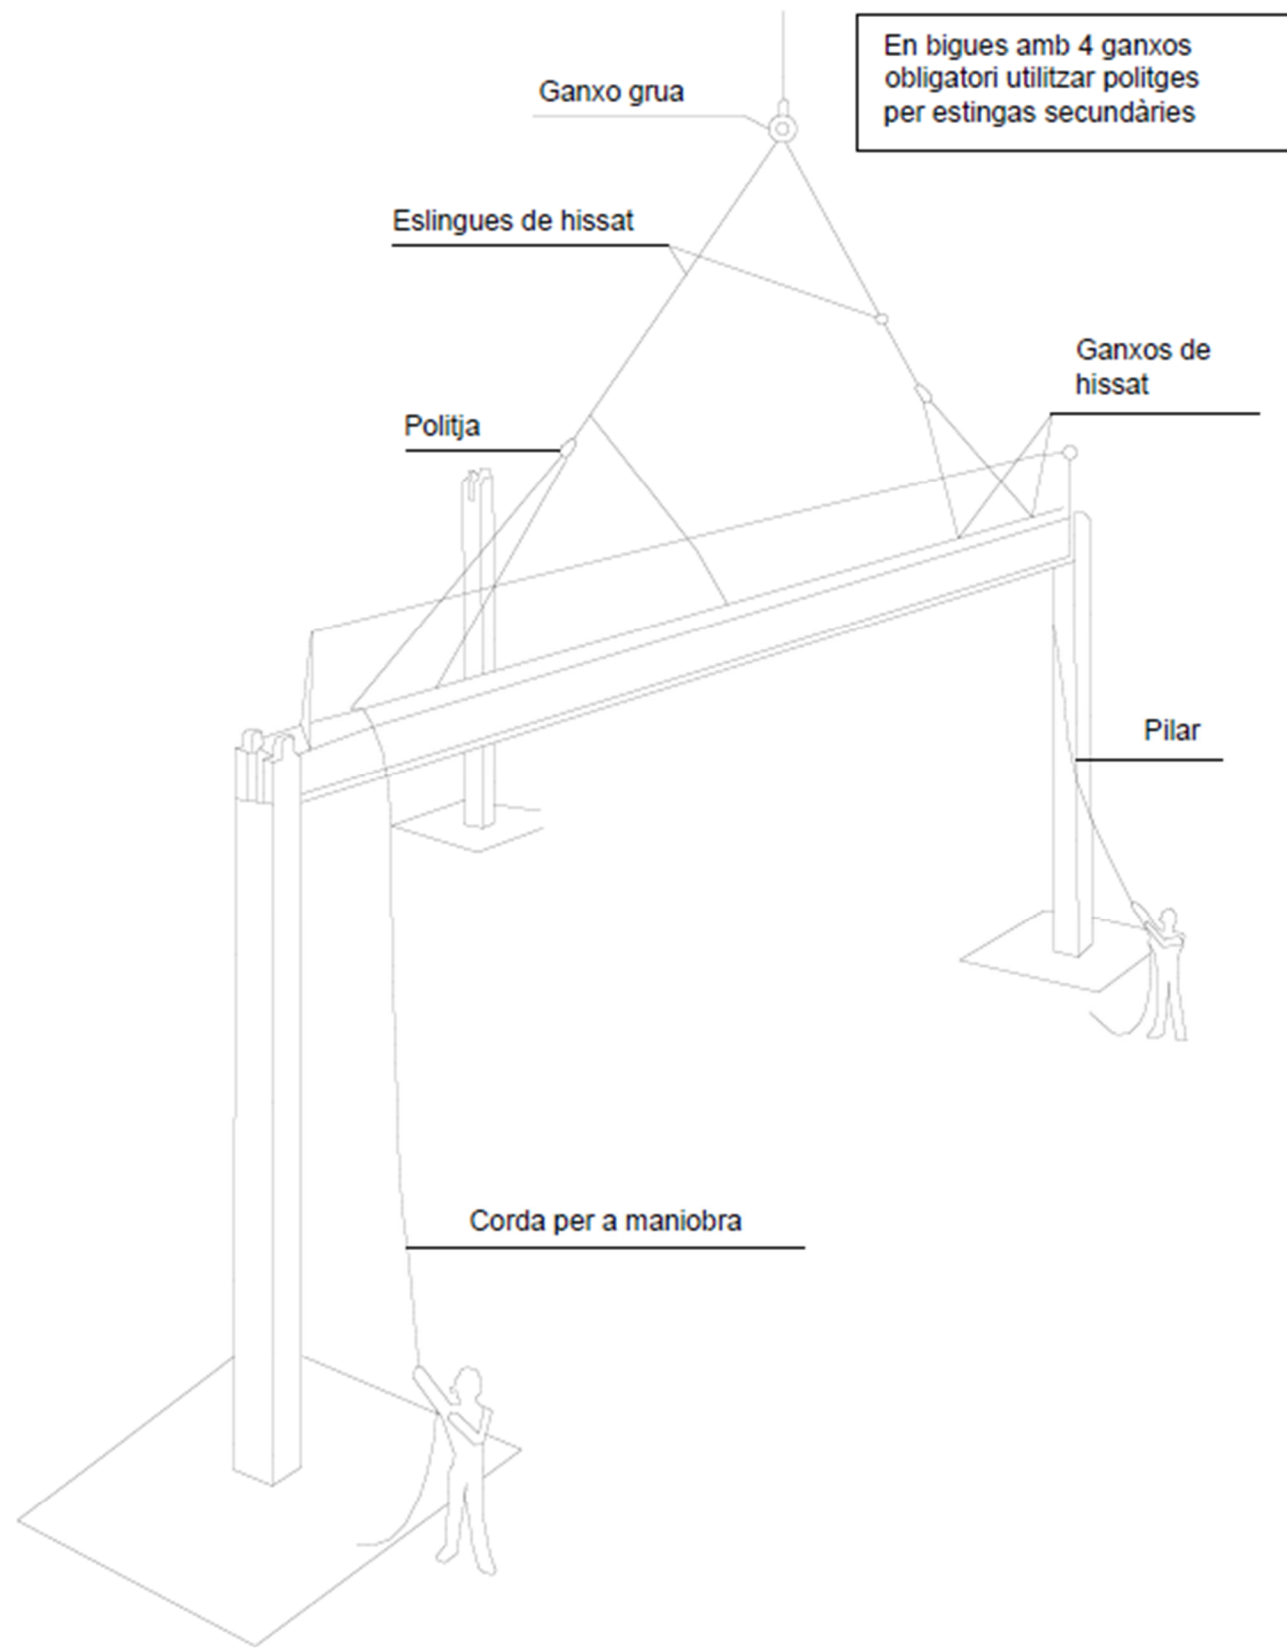 En bigues amb 4 ganxos
obligatori utilitzar politges
per estingas secundàries
Ganxo grua
Eslingues de hissat
Ganxos de
hissat
Politja
Pilar
Corda per a maniobra